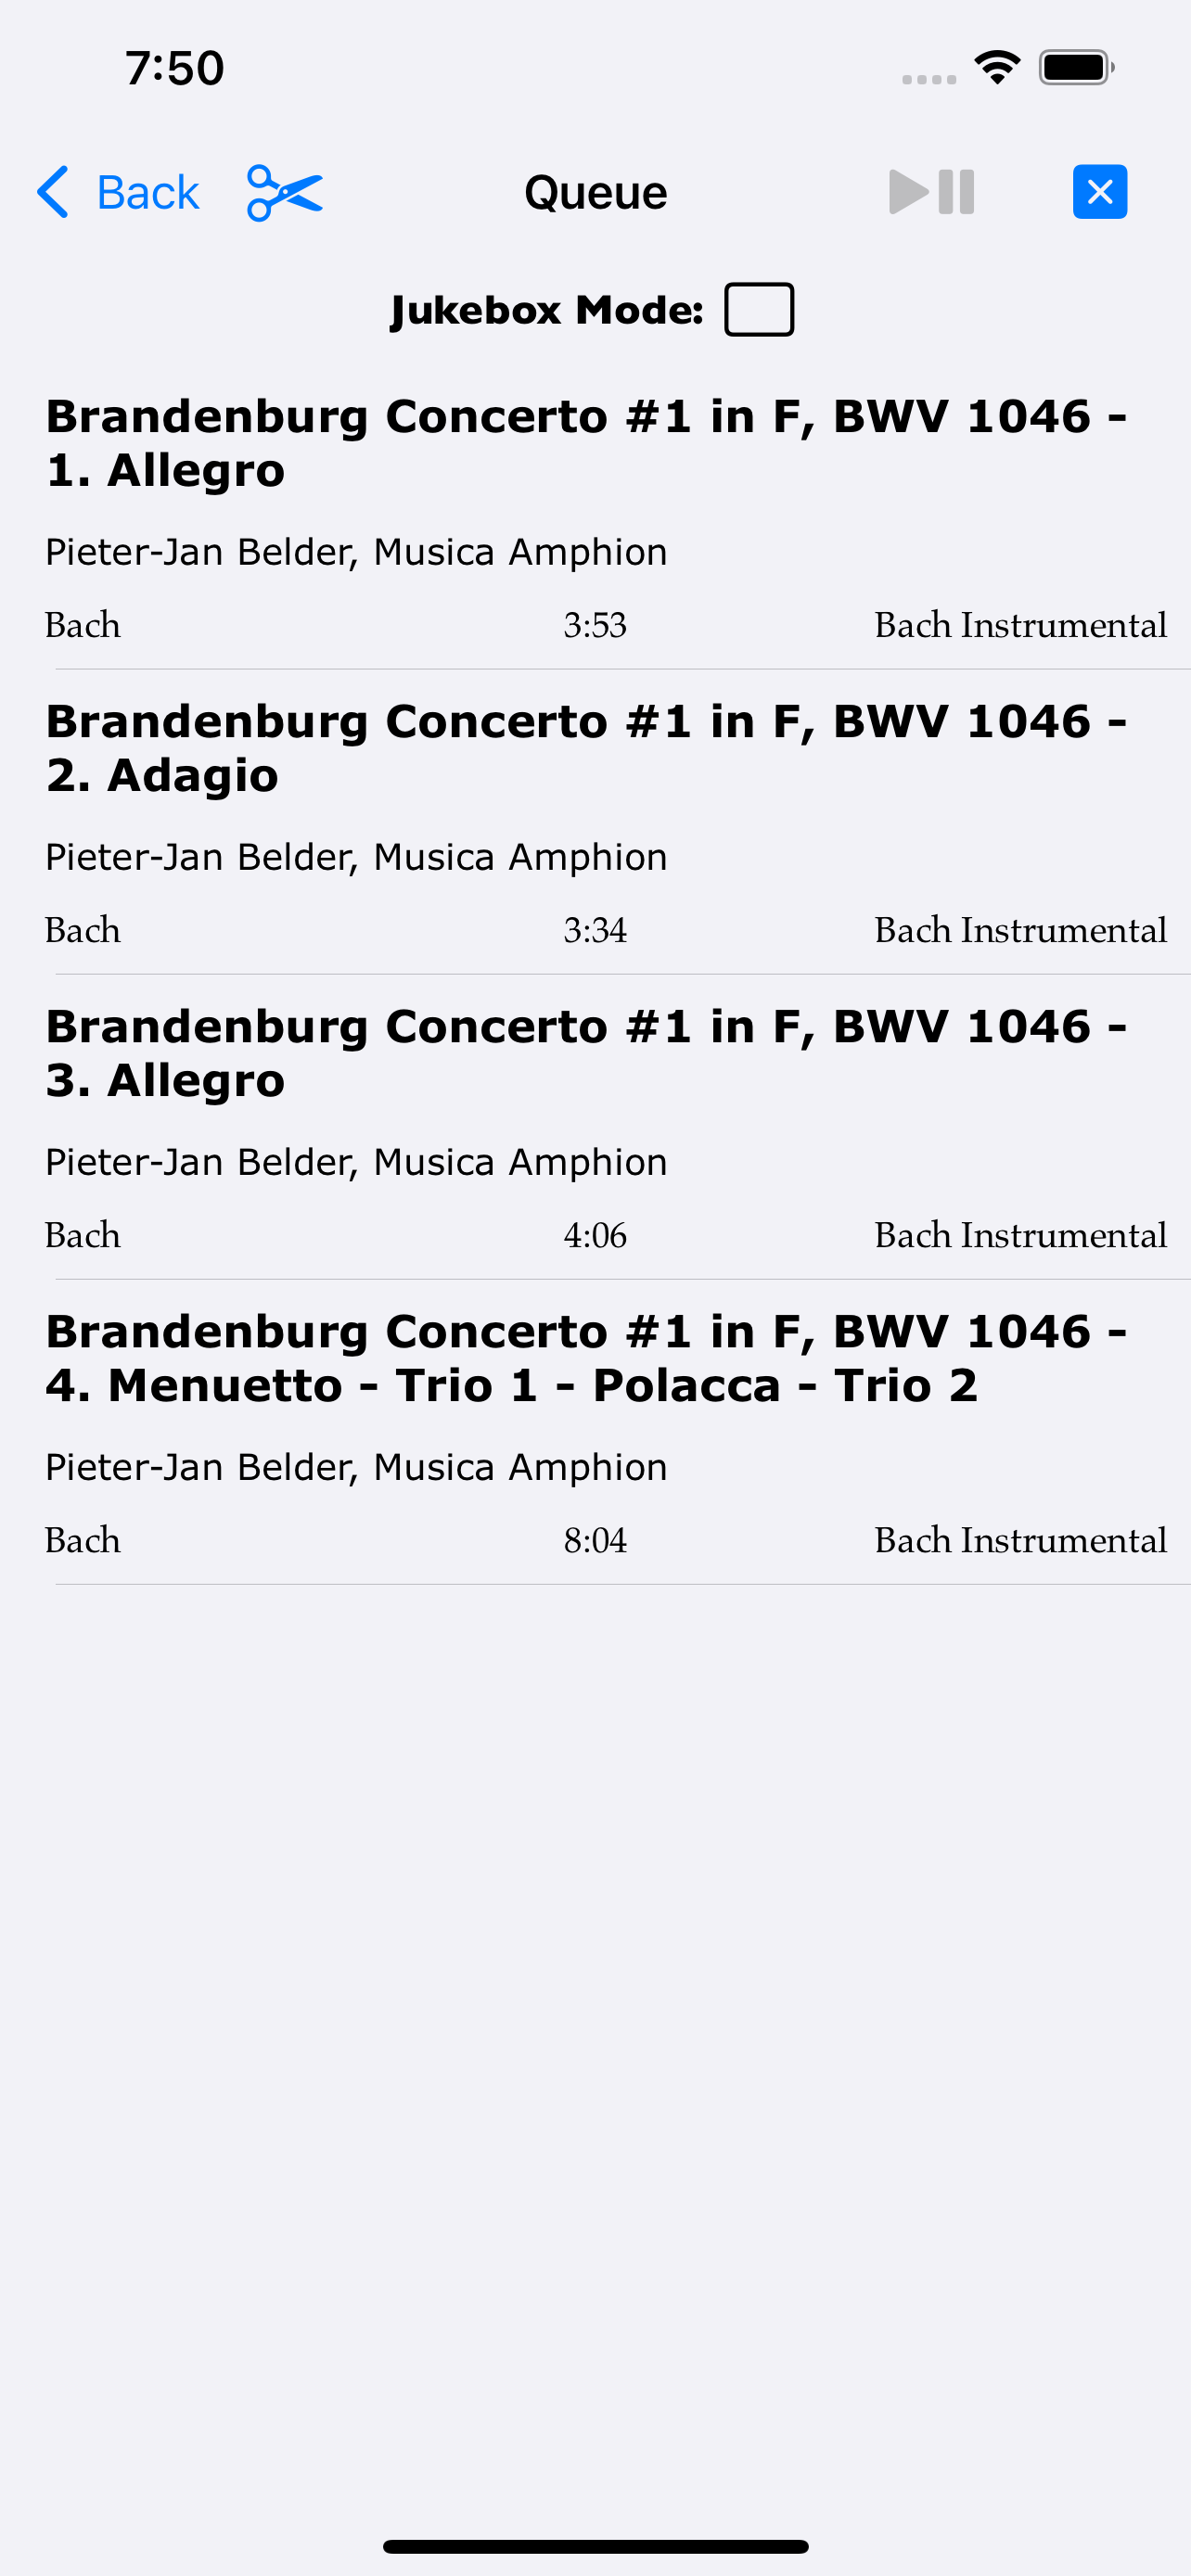 7:50
Back
Queue
Jukebox Mode:
Brandenburg Concerto #1 in F, BWV 1046 -
1. Allegro
Pieter-Jan Belder, Musica Amphion
Bach 3:53 Bach Instrumental
Brandenburg Concerto #1 in F, BWV 1046 -
2. Adagio
Pieter-Jan Belder, Musica Amphion
Bach 3:34 Bach Instrumental
Brandenburg Concerto #1 in F, BWV 1046 -
3. Allegro
Pieter-Jan Belder, Musica Amphion
Bach 4:06 Bach Instrumental
Brandenburg Concerto #1 in F, BWV 1046 -
4. Menuetto - Trio 1 - Polacca - Trio 2
Pieter-Jan Belder, Musica Amphion
Bach 8:04 Bach Instrumental